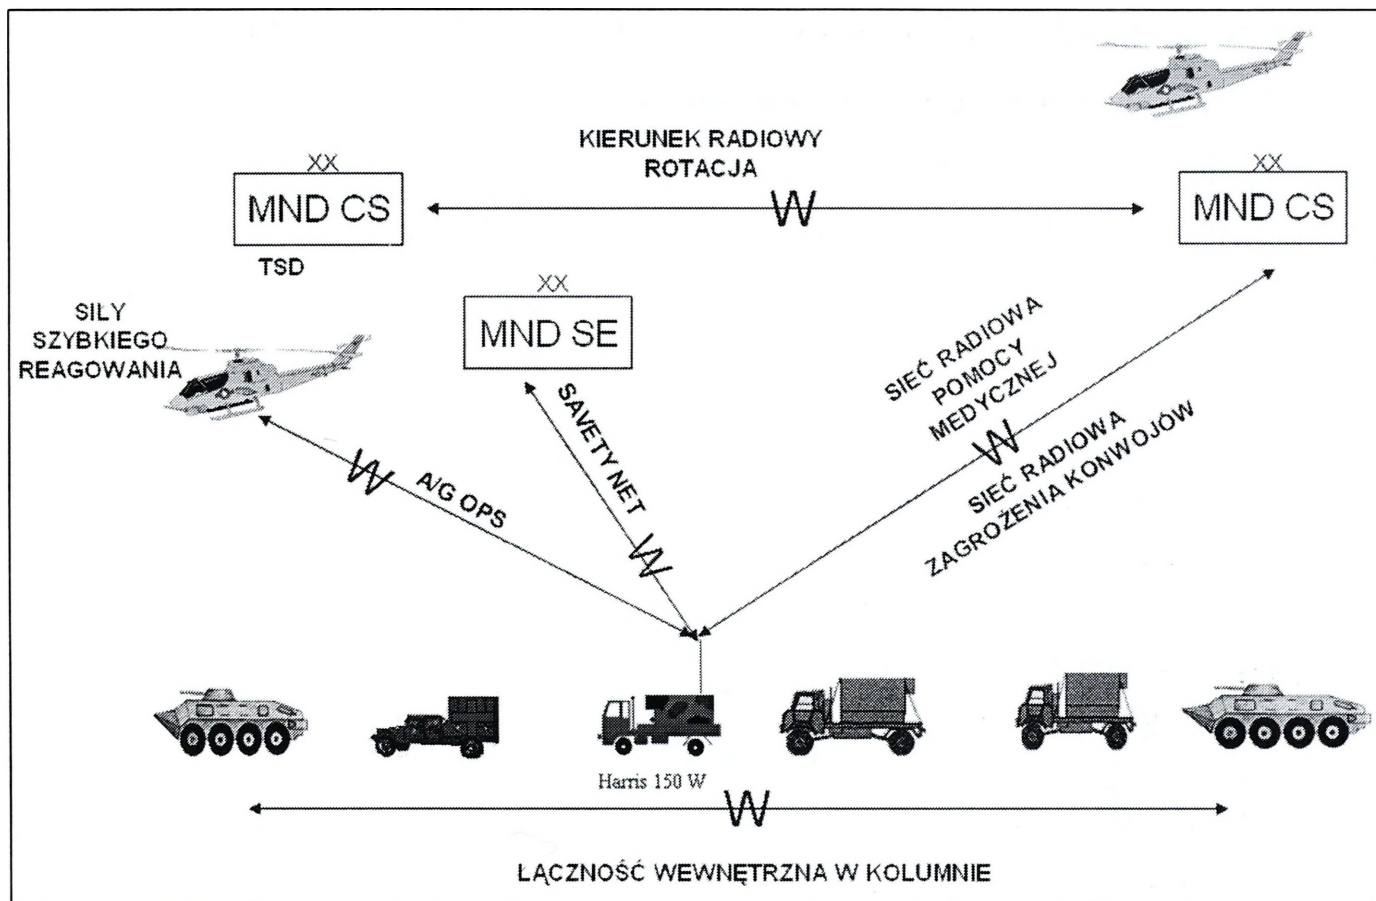 KIERUNEK RADIOWY
ROTACJA
XX
MND CS
TSD
W
XX
MND CS
XX
MND SE
SIŁY
SZYBKIEGO
REAGOWANIA
SIEĆ RADIOWA
POMOCY
MEDYCZNEJ
W
SIEĆ RADIOWA
ZAGROŻENIA KONWOJÓW
SAVETY NET
W
W
A/G OPS
Harris 150 W
W
ŁĄCZNOŚĆ WEWNĘTRZNA W KOLUMNIE